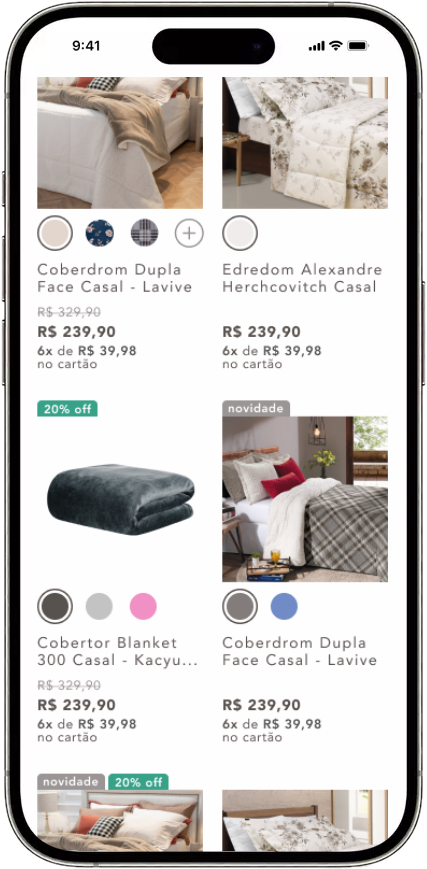 9:41
Coberdrom Dupla
Face Casal - Lavive
R$ 329,90
R$ 239,90
6x de R$ 39,98
no cartão
Edredom Alexandre
Herchcovitch Casal
R$ 239,90
6x de R$ 39,98
no cartão
20% off
Cobertor Blanket
300 Casal - Kacyu...
R$ 329,90
R$ 239,90
6x de R$ 39,98
no cartão
novidade
Coberdrom Dupla
Face Casal - Lavive
R$ 239,90
6x de R$ 39,98
no cartão
novidade
20% off